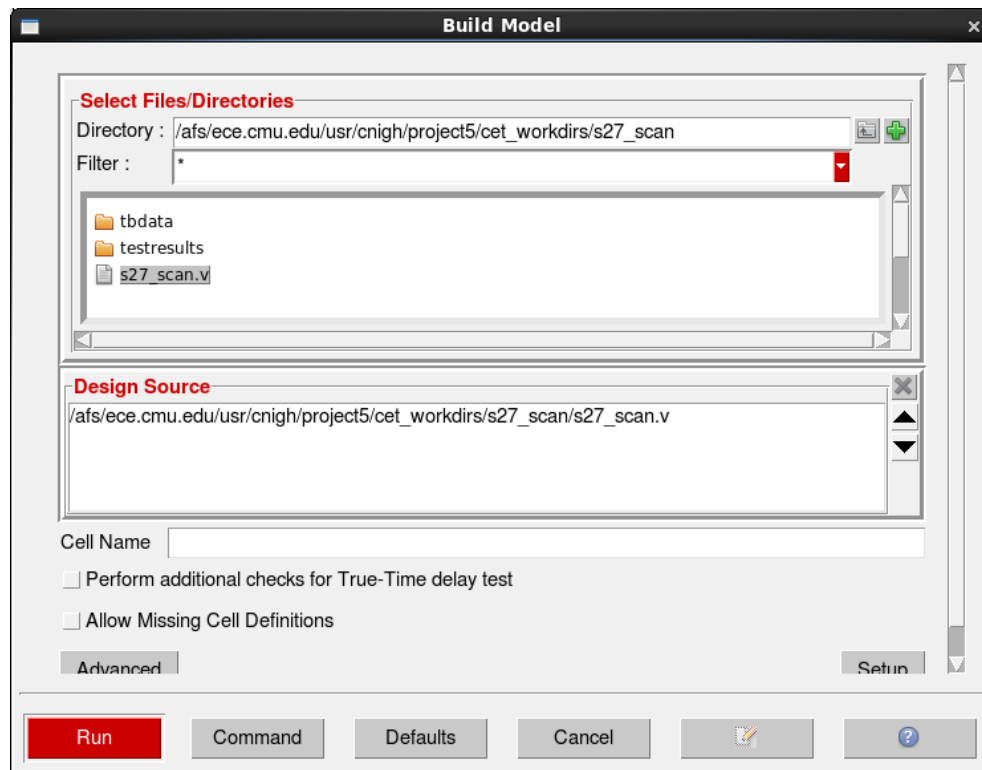 Build Model
Select Files/Directories
Directory : /afs/ece.cmu.edu/usr/cnigh/project5/cet_workdirs/s27_scan
Filter : *
tbdata
testresults
s27_scan.v
Design Source
/afs/ece.cmu.edu/usr/cnigh/project5/cet_workdirs/s27_scan/s27_scan.v
Cell Name
Perform additional checks for True-Time delay test
Allow Missing Cell Definitions
Advanced Setup
Run Command Defaults Cancel ?